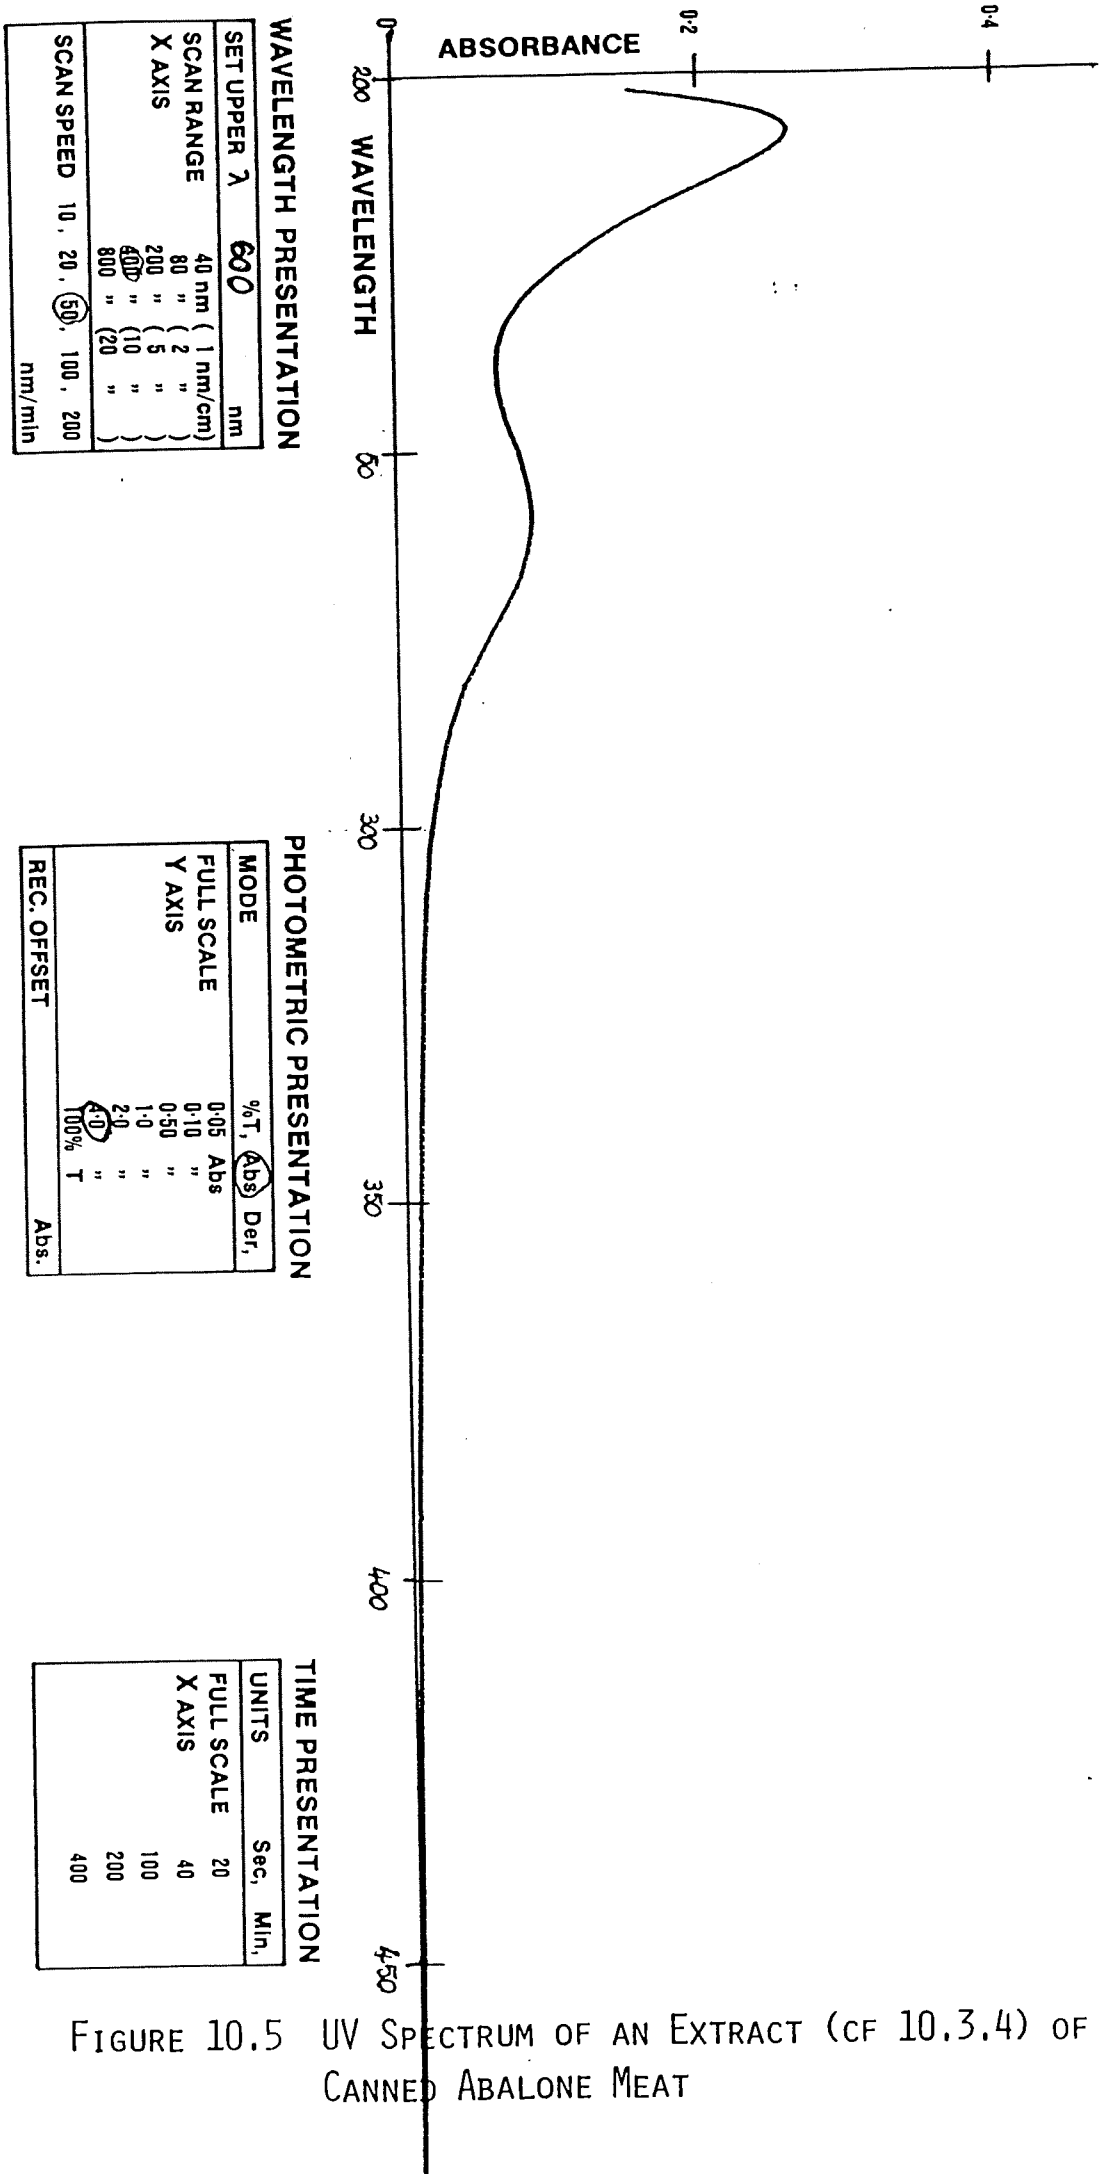 0.4
0.2
0
ABSORBANCE
200
WAVELENGTH
50
300
350
400
450
WAVELENGTH PRESENTATION
SET UPPER λ 600 nm
SCAN RANGE 40 nm ( 1 nm/cm)
X AXIS 80 " ( 2 " )
200 " ( 5 " )
400 " (10 " )
800 " (20 " )
SCAN SPEED 10, 20, 50, 100, 200
nm/min
PHOTOMETRIC PRESENTATION
MODE %T, Abs, Der,
FULL SCALE 0.05 Abs
Y AXIS 0.10 "
0.50 "
1.0 "
2.0 "
4.0 "
100% T
REC. OFFSET Abs.
TIME PRESENTATION
UNITS Sec, Min,
FULL SCALE 20
X AXIS 40
100
200
400
FIGURE 10.5 UV SPECTRUM OF AN EXTRACT (CF 10.3.4) OF
CANNED ABALONE MEAT